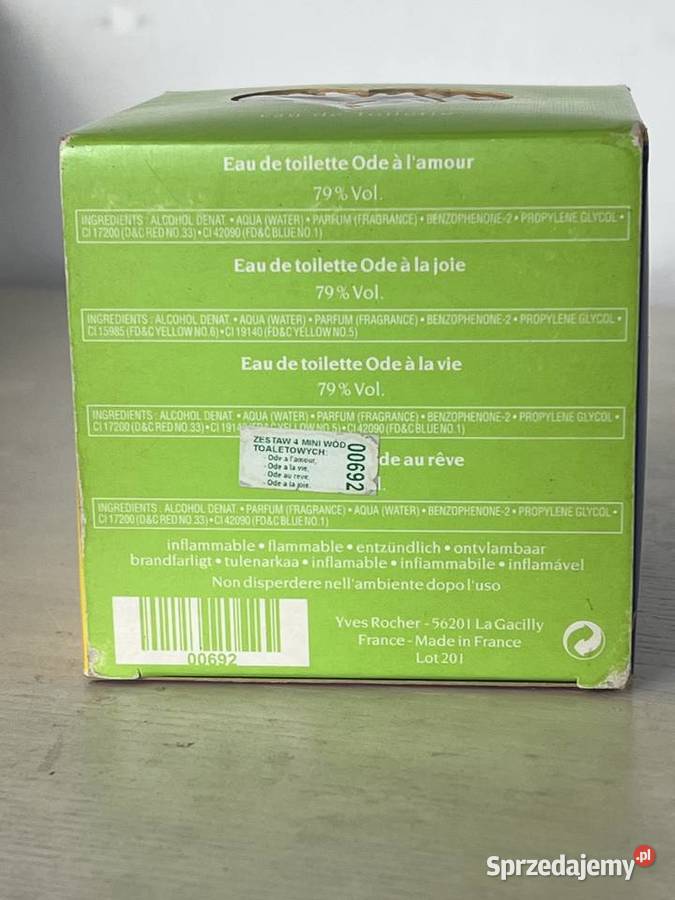 eau de toilette
Eau de toilette Ode à l'amour
79% Vol.
INGREDIENTS : ALCOHOL DENAT. • AQUA (WATER) • PARFUM (FRAGRANCE) • BENZOPHENONE-2 • PROPYLENE GLYCOL •
CI 17200 (D&C RED NO. 33) • CI 42090 (FD&C BLUE NO. 1)
Eau de toilette Ode à la joie
79% Vol.
INGREDIENTS : ALCOHOL DENAT. • AQUA (WATER) • PARFUM (FRAGRANCE) • BENZOPHENONE-2 • PROPYLENE GLYCOL •
CI 15985 (FD&C YELLOW NO. 6) • CI 19140 (FD&C YELLOW NO. 5)
Eau de toilette Ode à la vie
79% Vol.
INGREDIENTS : ALCOHOL DENAT. • AQUA (WATER) • PARFUM (FRAGRANCE) • BENZOPHENONE-2 • PROPYLENE GLYCOL •
CI 17200 (D&C RED NO. 33) • CI 1914 YELLOW NO. 5) • CI 42090 (FD&C BLUE NO. 1)
ZESTAW 4 MINI WÓD
TOALETOWYCH:
- Ode a l'amour,
- Ode a la vie,
- Ode au reve,
- Ode a la joie.
00692
de au rêve
INGREDIENTS : ALCOHOL DENAT. • PARFUM (FRAGRANCE) • AQUA (WATER) • BENZOPHENONE-2 • PROPYLENE GLYCOL •
CI 17200 (D&C RED NO. 33) • CI 42090 (FD&C BLUE NO. 1)
inflammable • flammable • entzündlich • ontvlambaar
brandfarligt • tulenarkaa • inflamable • infiammabile • inflamável
Non disperdere nell'ambiente dopo l'uso
00692
Yves Rocher - 56201 La Gacilly
France - Made in France
Lot 201
Sprzedajemy.pl